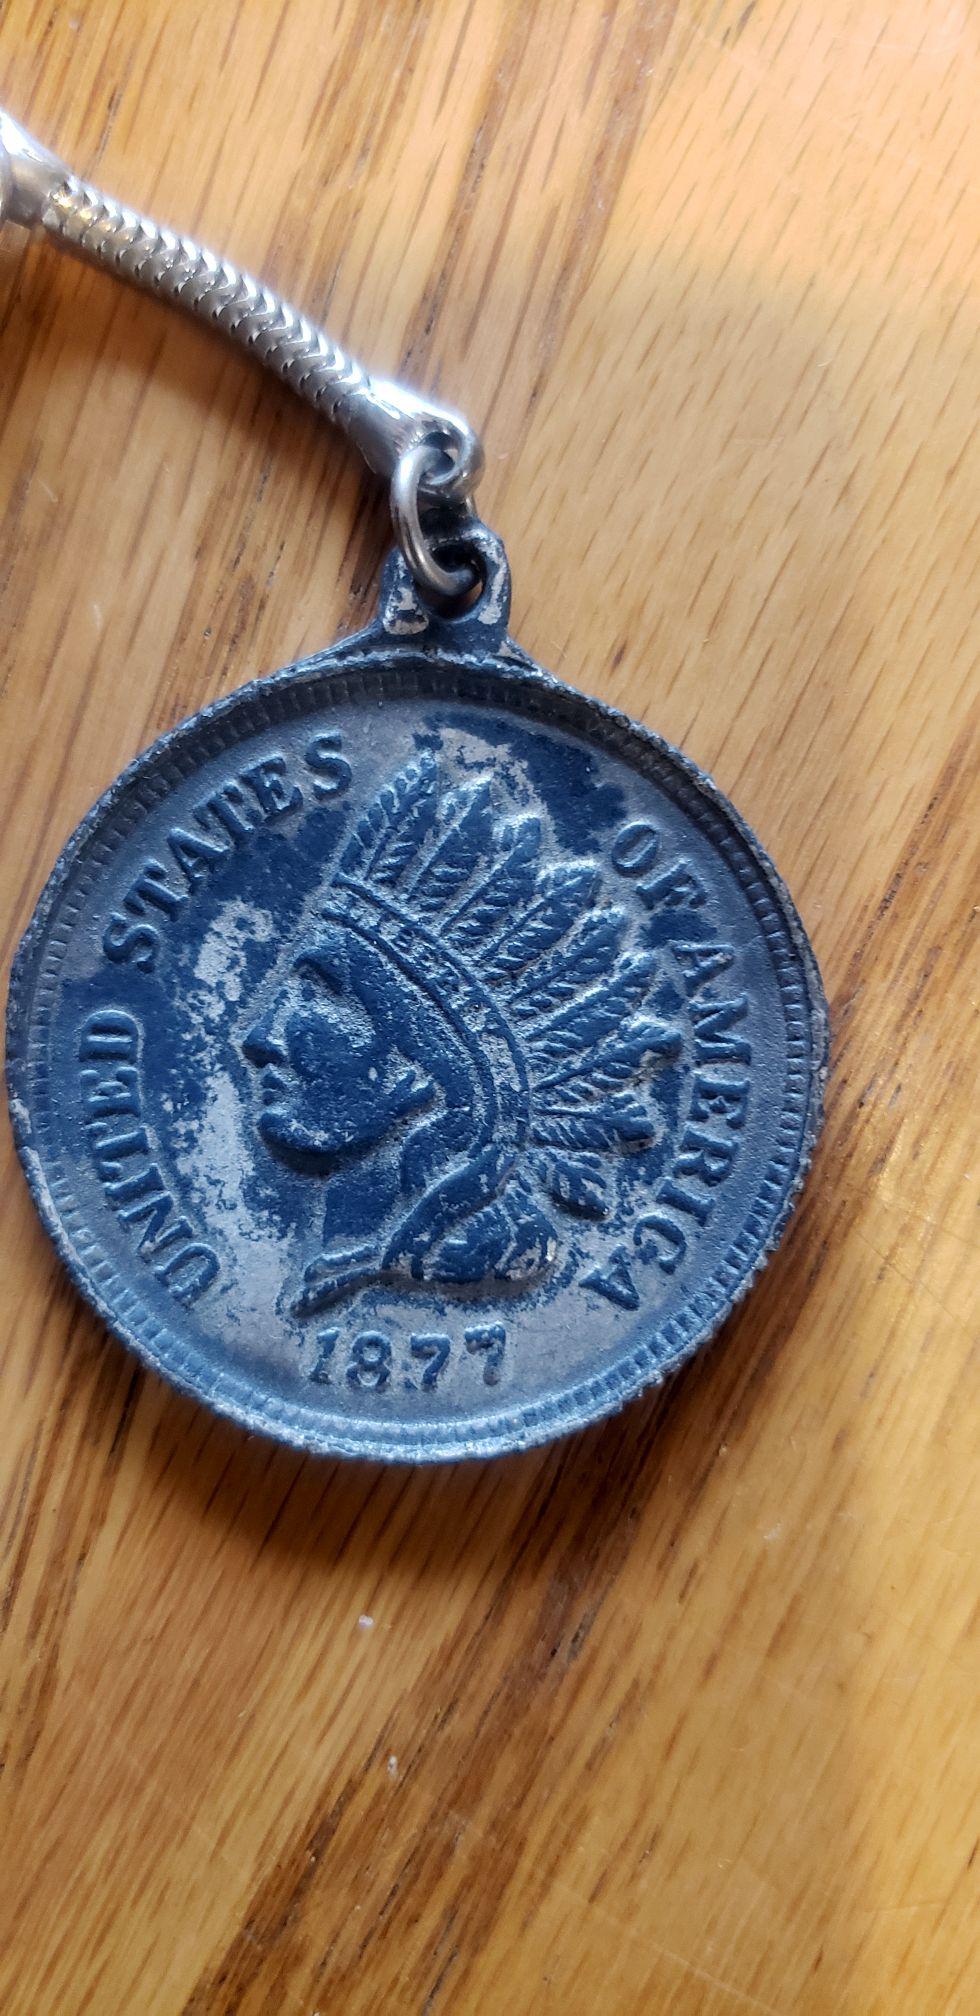 UNITED STATES OF AMERICA
1877